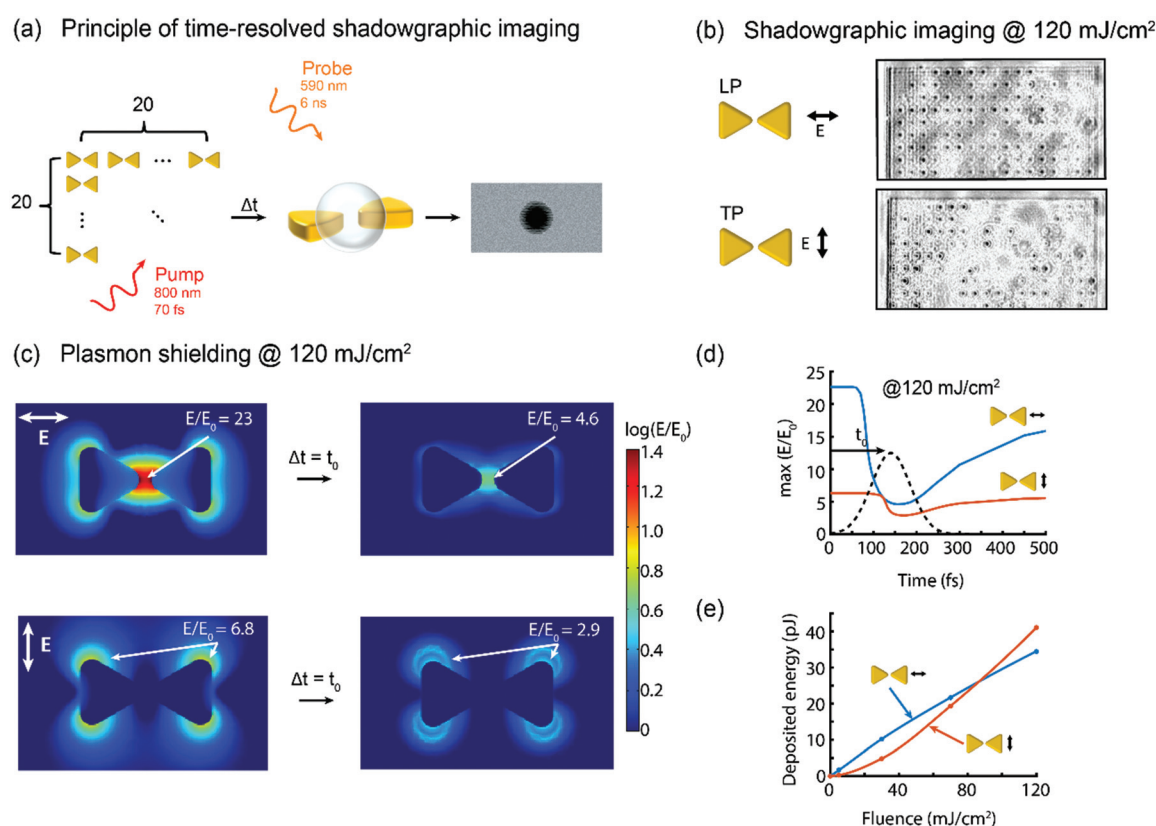 (a) Principle of time-resolved shadowgraphic imaging
Probe
590 nm
6 ns
20
20
...
Δt
Pump
800 nm
70 fs
(b) Shadowgraphic imaging @ 120 mJ/cm²
LP
E
TP
E
(c) Plasmon shielding @ 120 mJ/cm²
E
E/E₀ = 23
Δt = t₀
E/E₀ = 4.6
E
E/E₀ = 6.8
Δt = t₀
E/E₀ = 2.9
log(E/E₀)
1.4
1.2
1.0
0.8
0.6
0.4
0.2
0.0
(d)
@120 mJ/cm²
max (E/E₀)
25
20
15
10
5
0
t₀
0 100 200 300 400 500
Time (fs)
(e)
Deposited energy (pJ)
40
30
20
10
0
0 40 80 120
Fluence (mJ/cm²)